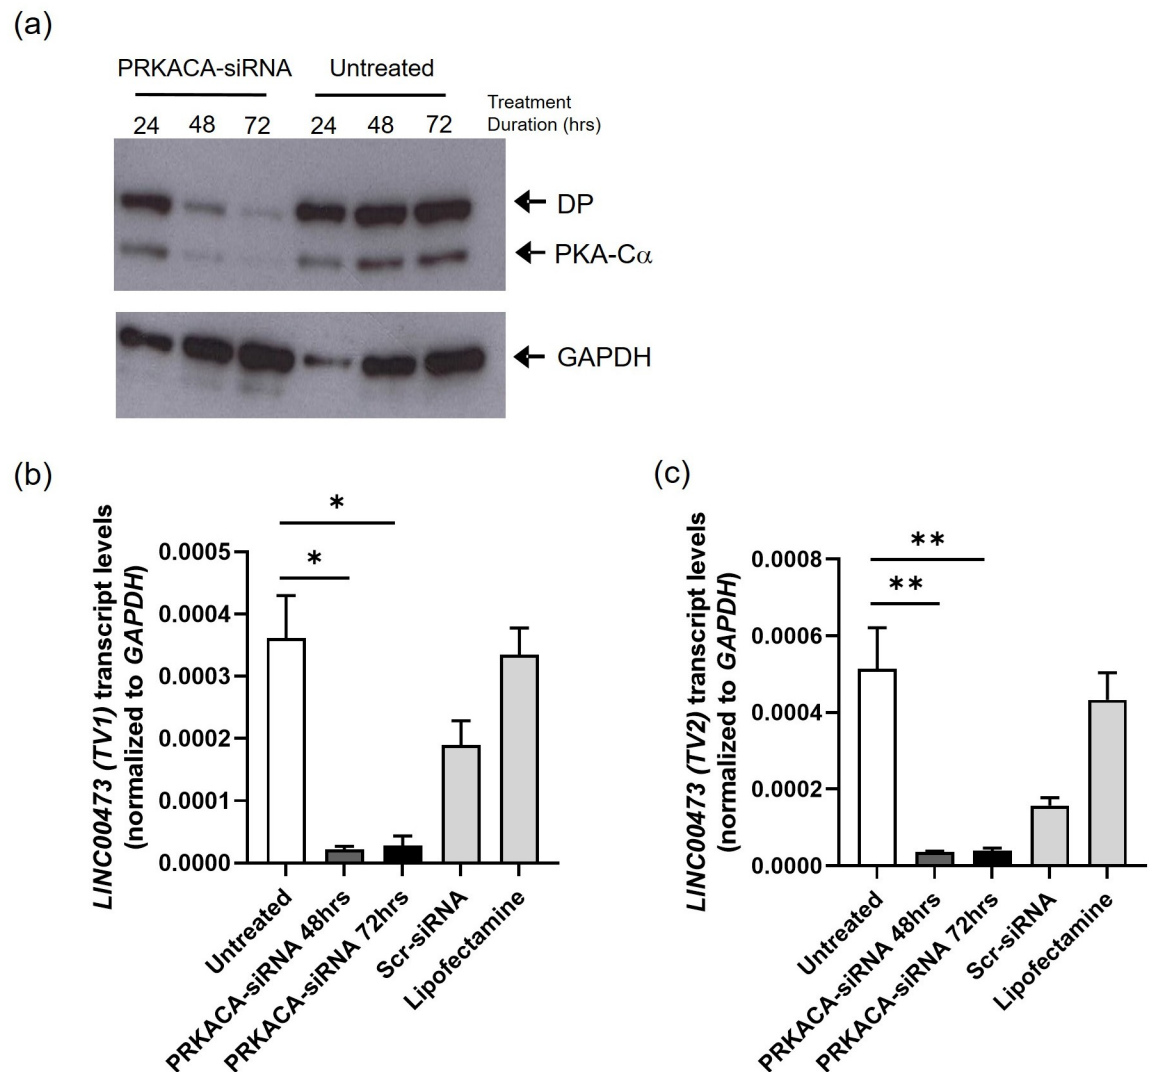 (a)
PRKACA-siRNA Untreated
Treatment
Duration (hrs)
24 48 72 24 48 72
DP
PKA-Cα
GAPDH
(b)
LINC00473 (TV1) transcript levels
(normalized to GAPDH)
*
*
0.0005
0.0004
0.0003
0.0002
0.0001
0.0000
Untreated
PRKACA-siRNA 48hrs
PRKACA-siRNA 72hrs
Scr-siRNA
Lipofectamine
(c)
LINC00473 (TV2) transcript levels
(normalized to GAPDH)
**
**
0.0008
0.0006
0.0004
0.0002
0.0000
Untreated
PRKACA-siRNA 48hrs
PRKACA-siRNA 72hrs
Scr-siRNA
Lipofectamine